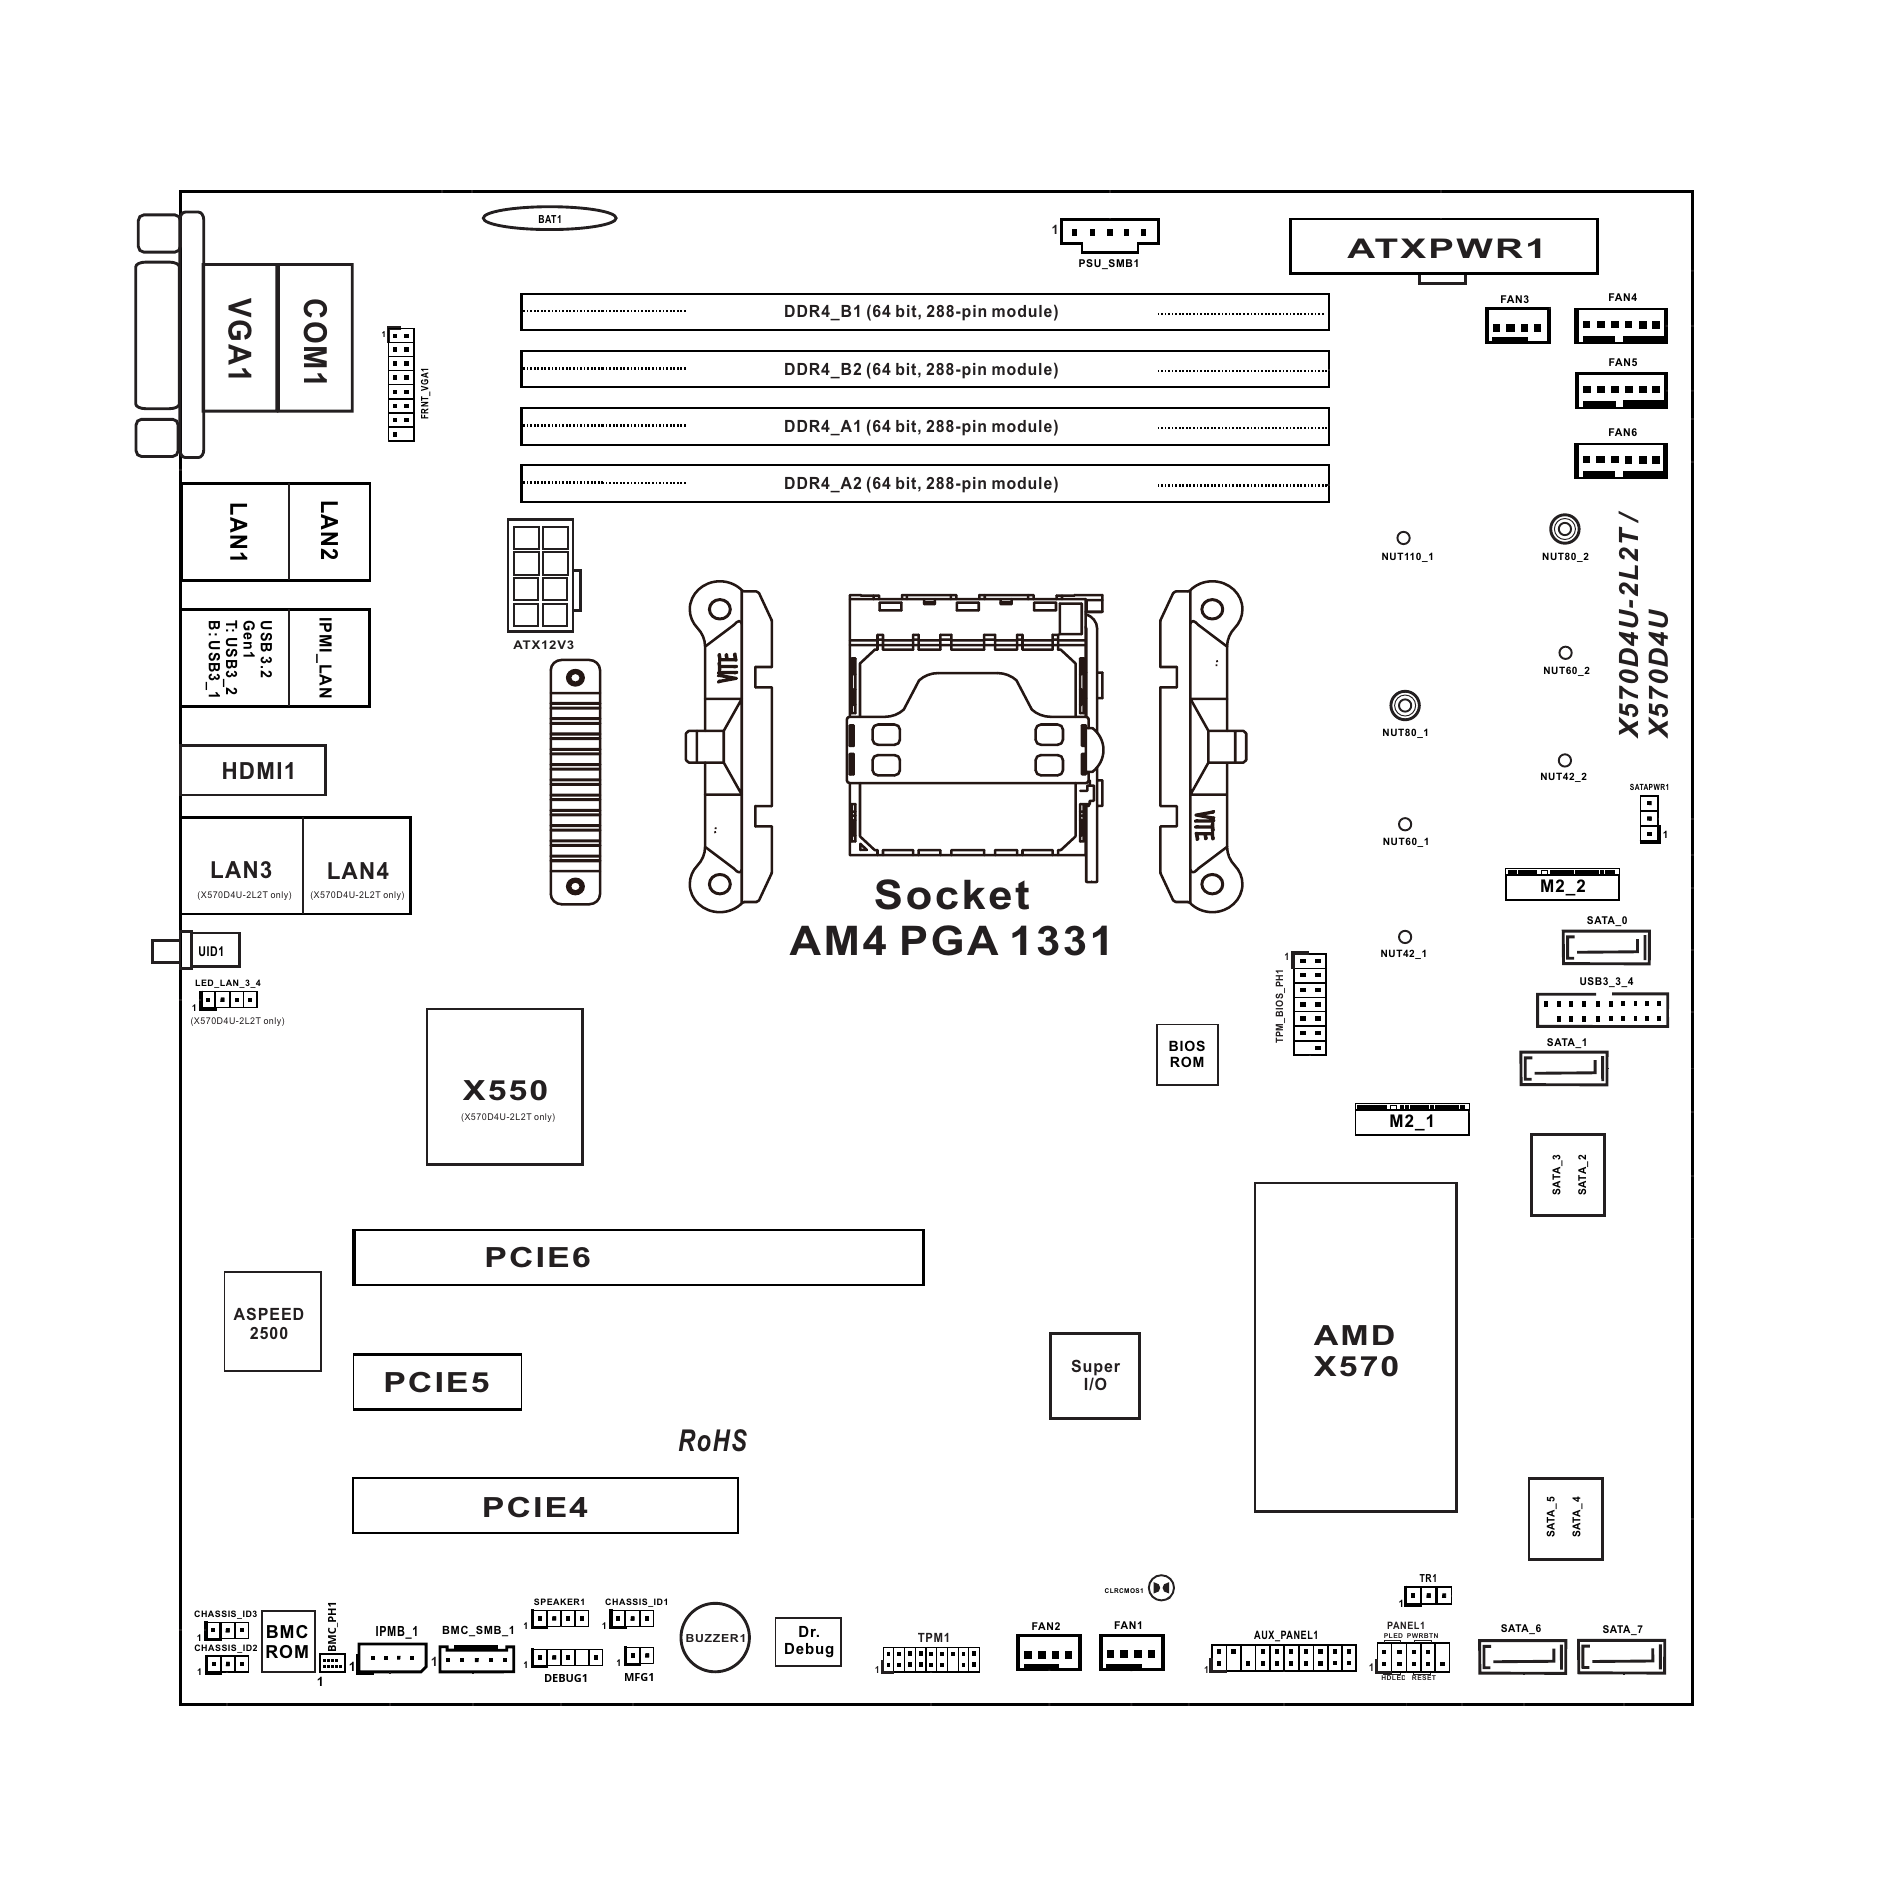 BAT1
1
PSU_SMB1
ATXPWR1
VGA1
COM1
1
FRNT_VGA1
DDR4_B1 (64 bit, 288-pin module)
DDR4_B2 (64 bit, 288-pin module)
DDR4_A1 (64 bit, 288-pin module)
DDR4_A2 (64 bit, 288-pin module)
FAN3
FAN4
FAN5
FAN6
LAN1
LAN2
ATX12V3
USB 3.2
Gen1
T: USB3_2
B: USB3_1
IPMI_LAN
HDMI1
LAN3
(X570D4U-2L2T only)
LAN4
(X570D4U-2L2T only)
UID1
LED_LAN_3_4
1
(X570D4U-2L2T only)
VITE
VITE
Socket
AM4 PGA 1331
NUT110_1
NUT80_2
NUT60_2
NUT80_1
NUT42_2
NUT60_1
NUT42_1
X570D4U-2L2T /
X570D4U
SATAPWR1
1
M2_2
SATA_0
USB3_3_4
SATA_1
1
TPM_BIOS_PH1
BIOS
ROM
M2_1
SATA_3
SATA_2
X550
(X570D4U-2L2T only)
PCIE6
ASPEED
2500
PCIE5
Super
I/O
AMD
X570
RoHS
PCIE4
SATA_5
SATA_4
CLRCMOS1
TR1
1
CHASSIS_ID3
1
CHASSIS_ID2
1
BMC
ROM
BMC_PH1
1
IPMB_1
1
BMC_SMB_1
1
SPEAKER1
1
CHASSIS_ID1
1
1
DEBUG1
1
MFG1
BUZZER1
Dr.
Debug
TPM1
1
FAN2
FAN1
AUX_PANEL1
1
PANEL1
PLED PWRBTN
1
HDLED RESET
SATA_6
SATA_7